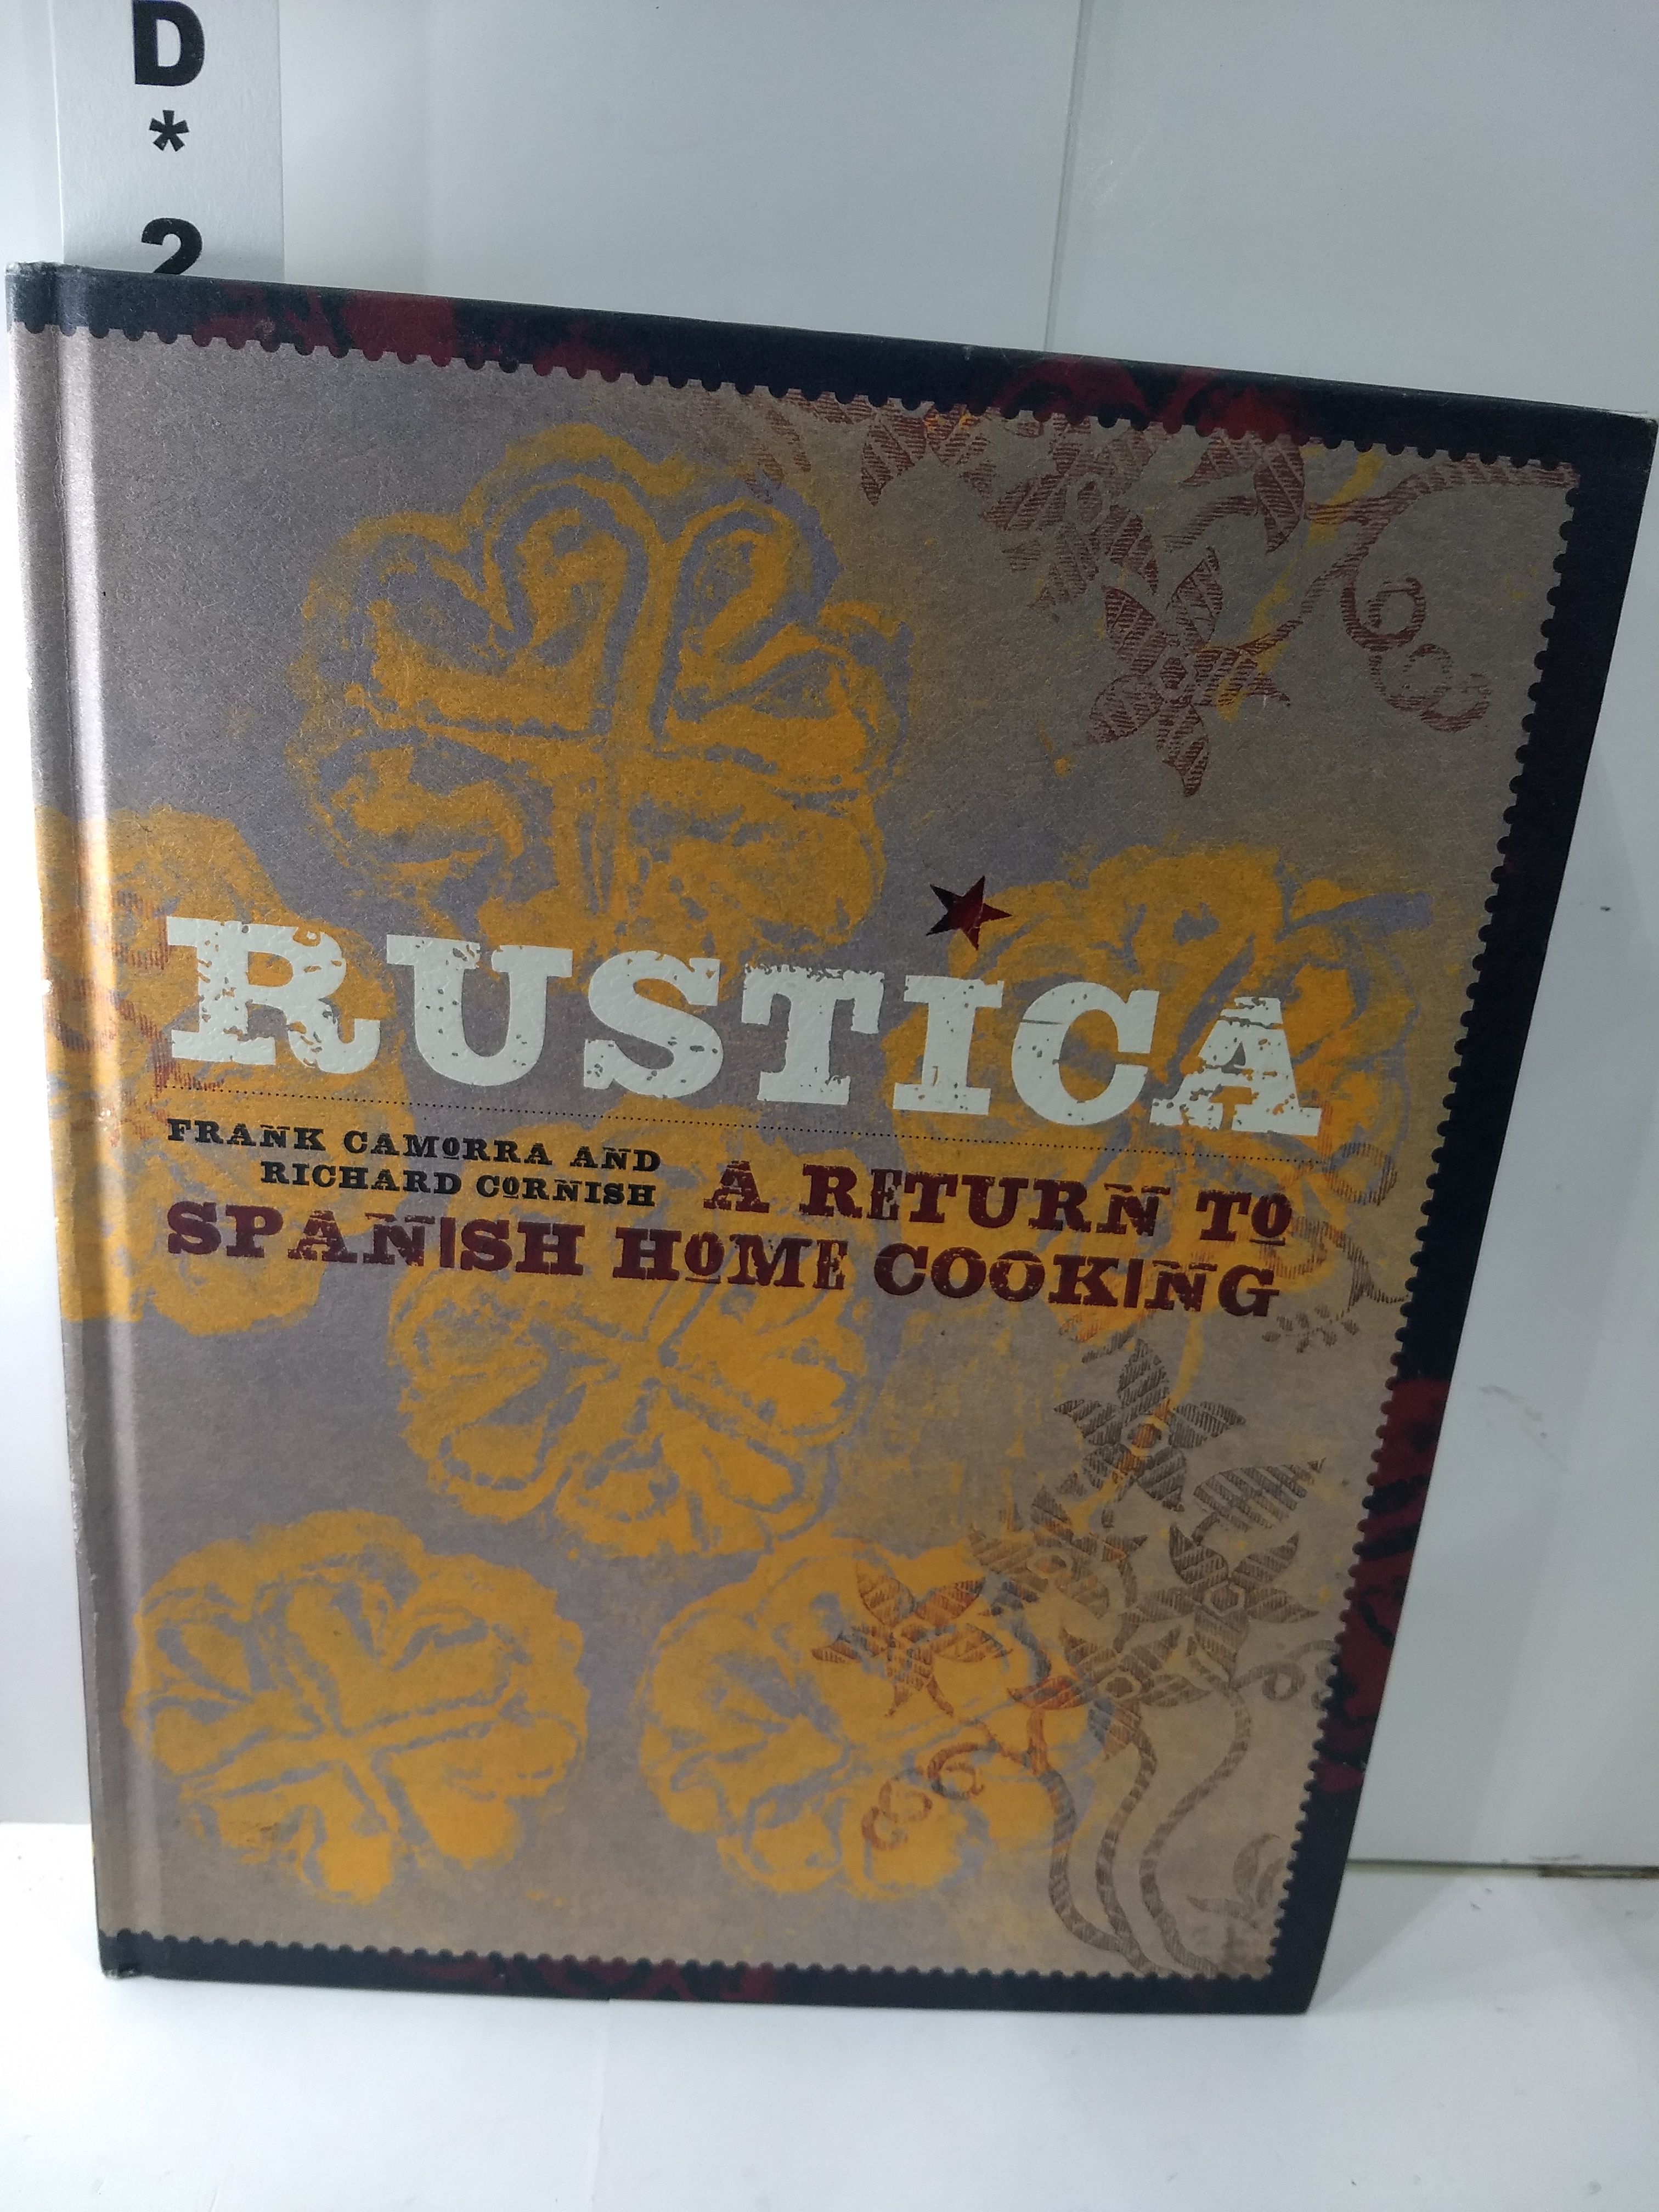 D
*
2
RUSTICA
FRANK CAMORRA AND
RICHARD CORNISH
A RETURN TO
SPANISH HOME COOKING